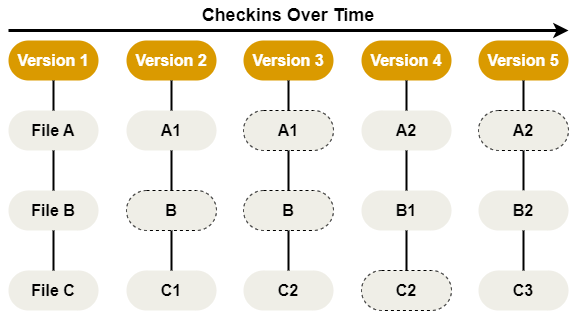 Checkins Over Time
Version 1 Version 2 Version 3 Version 4 Version 5
File A A1 A1 A2 A2
File B B B B1 B2
File C C1 C2 C2 C3